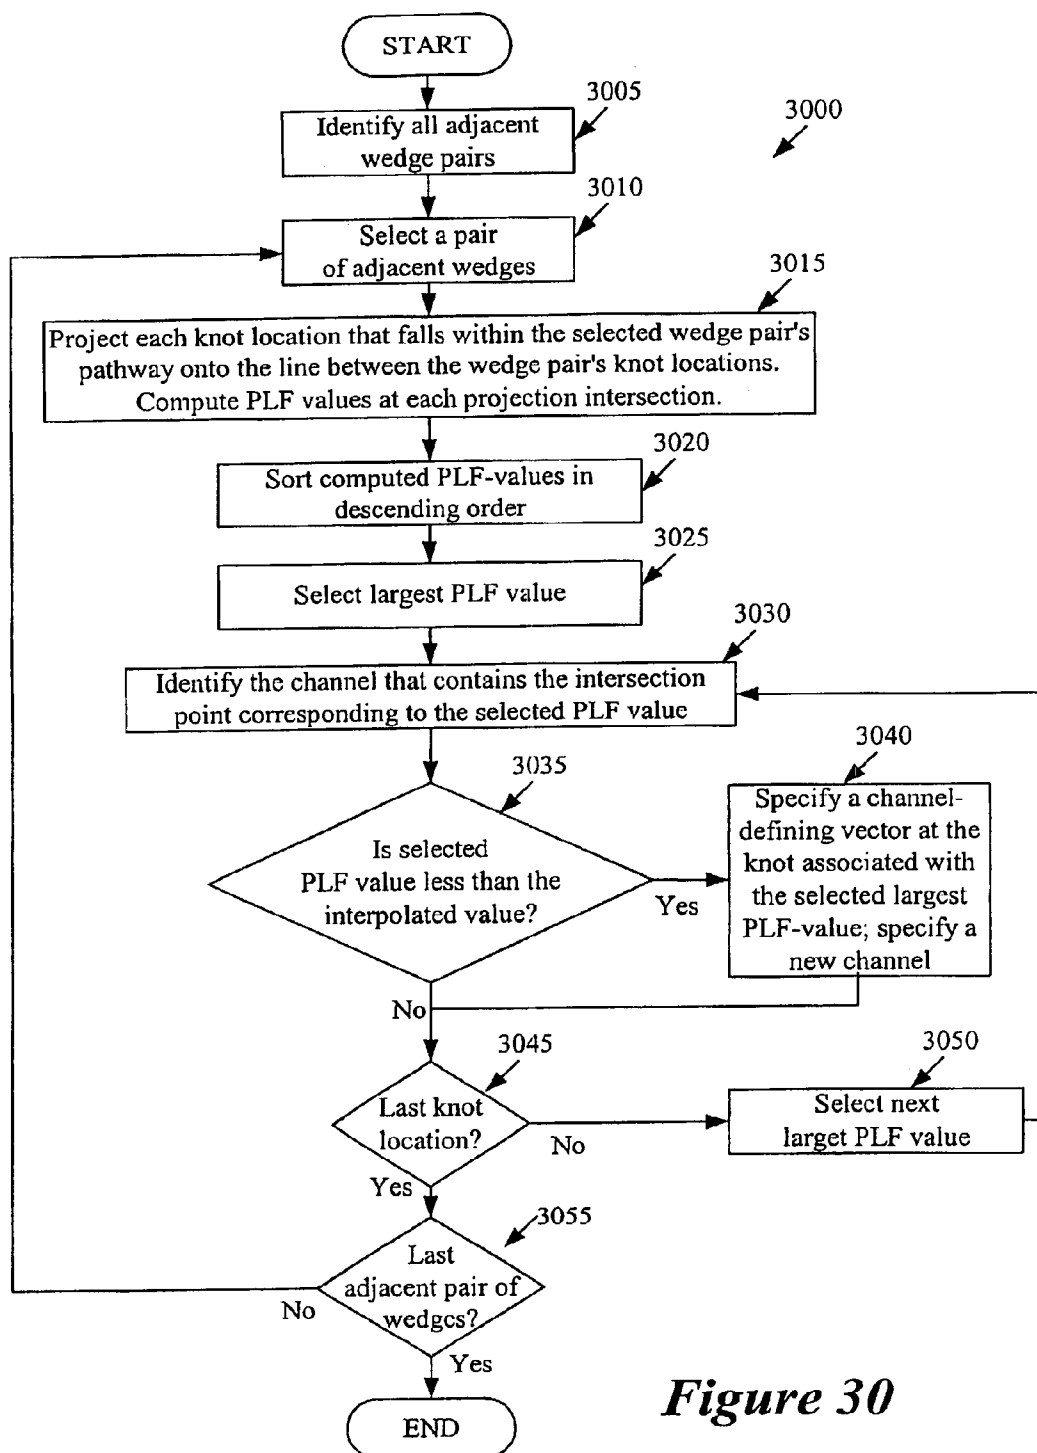 START
3005
3000
Identify all adjacent
wedge pairs
3010
Select a pair
of adjacent wedges
3015
Project each knot location that falls within the selected wedge pair's
pathway onto the line between the wedge pair's knot locations.
Compute PLF values at each projection intersection.
3020
Sort computed PLF-values in
descending order
3025
Select largest PLF value
3030
Identify the channel that contains the intersection
point corresponding to the selected PLF value
3035
3040
Is selected
PLF value less than the
interpolated value?
Yes
Specify a channel-
defining vector at the
knot associated with
the selected largest
PLF-value; specify a
new channel
No
3045
3050
Last knot
location?
No
Select next
larget PLF value
Yes
3055
Last
adjacent pair of
wedges?
No
Yes
END
Figure 30